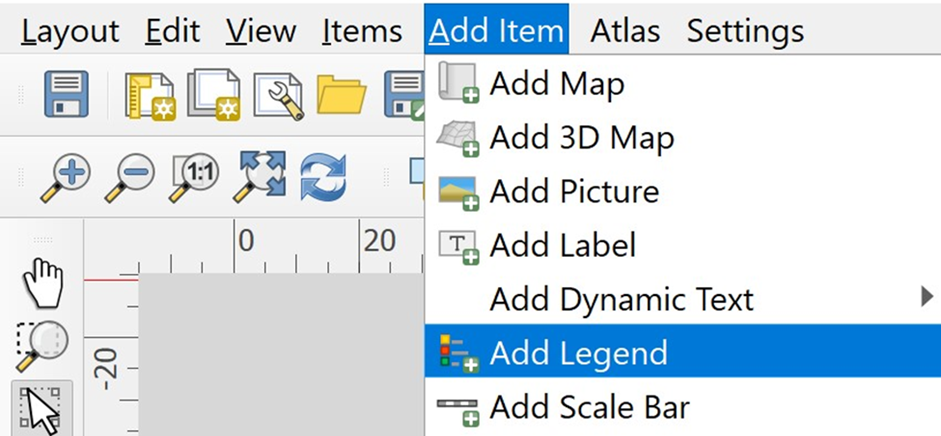 Layout Edit View Items Add Item Atlas Settings
Add Map
Add 3D Map
Add Picture
T Add Label
Add Dynamic Text
Add Legend
Add Scale Bar
1:1
0 20
-20